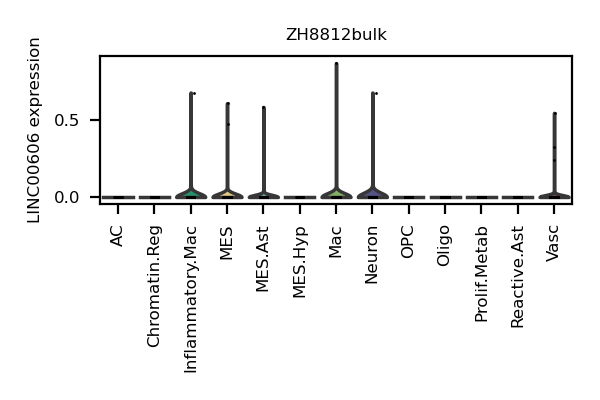 ZH8812bulk
LINC00606 expression
0.5
0.0
AC
Chromatin.Reg
Inflammatory.Mac
MES
MES.Ast
MES.Hyp
Mac
Neuron
OPC
Oligo
Prolif.Metab
Reactive.Ast
Vasc